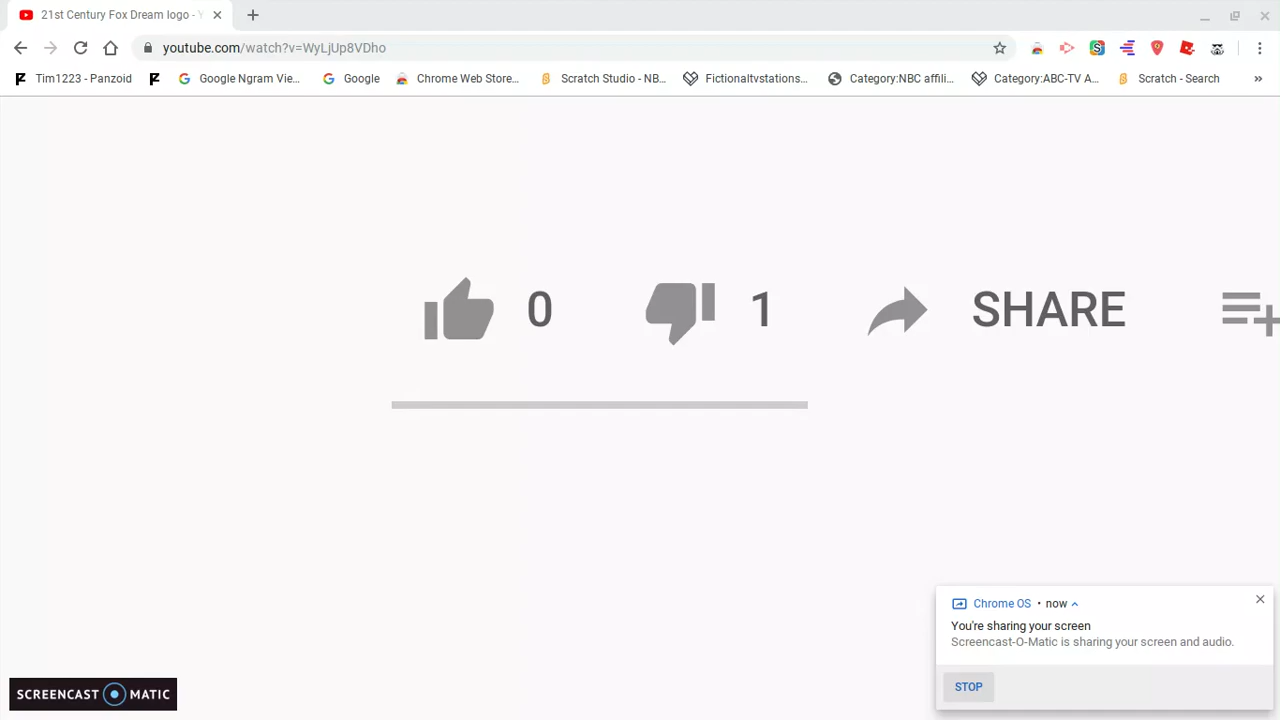 21st Century Fox Dream logo - Y
youtube.com/watch?v=WyLjUp8VDho
Tim1223 - Panzoid
Google Ngram Vie...
Google
Chrome Web Store...
Scratch Studio - NB...
Fictionaltvstations...
Category:NBC affili...
Category:ABC-TV A...
Scratch - Search
»
0
1
SHARE
Chrome OS • now
You're sharing your screen
Screencast-O-Matic is sharing your screen and audio.
STOP
SCREENCAST MATIC